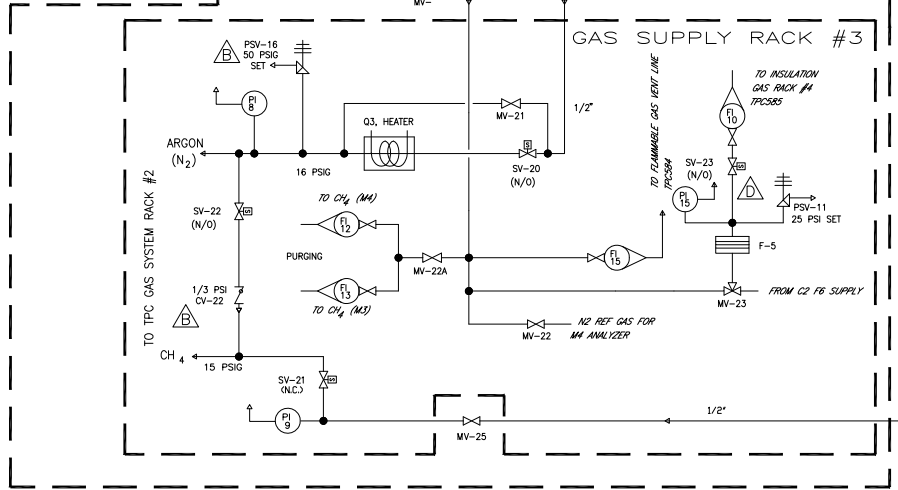 MV-
GAS SUPPLY RACK #3
B
PSV-16
50 PSIG
SET
PI
8
ARGON
(N2)
16 PSIG
Q3, HEATER
MV-21
SV-20
(N/O)
1/2"
TO FLAMMABLE GAS VENT LINE
TPC584
TO INSULATION
GAS RACK #4
TPC585
FI
10
SV-23
(N/O)
D
PI
15
PSV-11
25 PSI SET
F-5
MV-23
FROM C2 F6 SUPPLY
TO TPC GAS SYSTEM RACK #2
SV-22
(N/O)
TO CH4 (M4)
FI
12
PURGING
FI
13
TO CH4 (M3)
MV-22A
FI
15
MV-22
N2 REF GAS FOR
M4 ANALYZER
1/3 PSI
CV-22
B
CH4
15 PSIG
SV-21
(N.C.)
PI
9
MV-25
1/2"
S
S
S
S